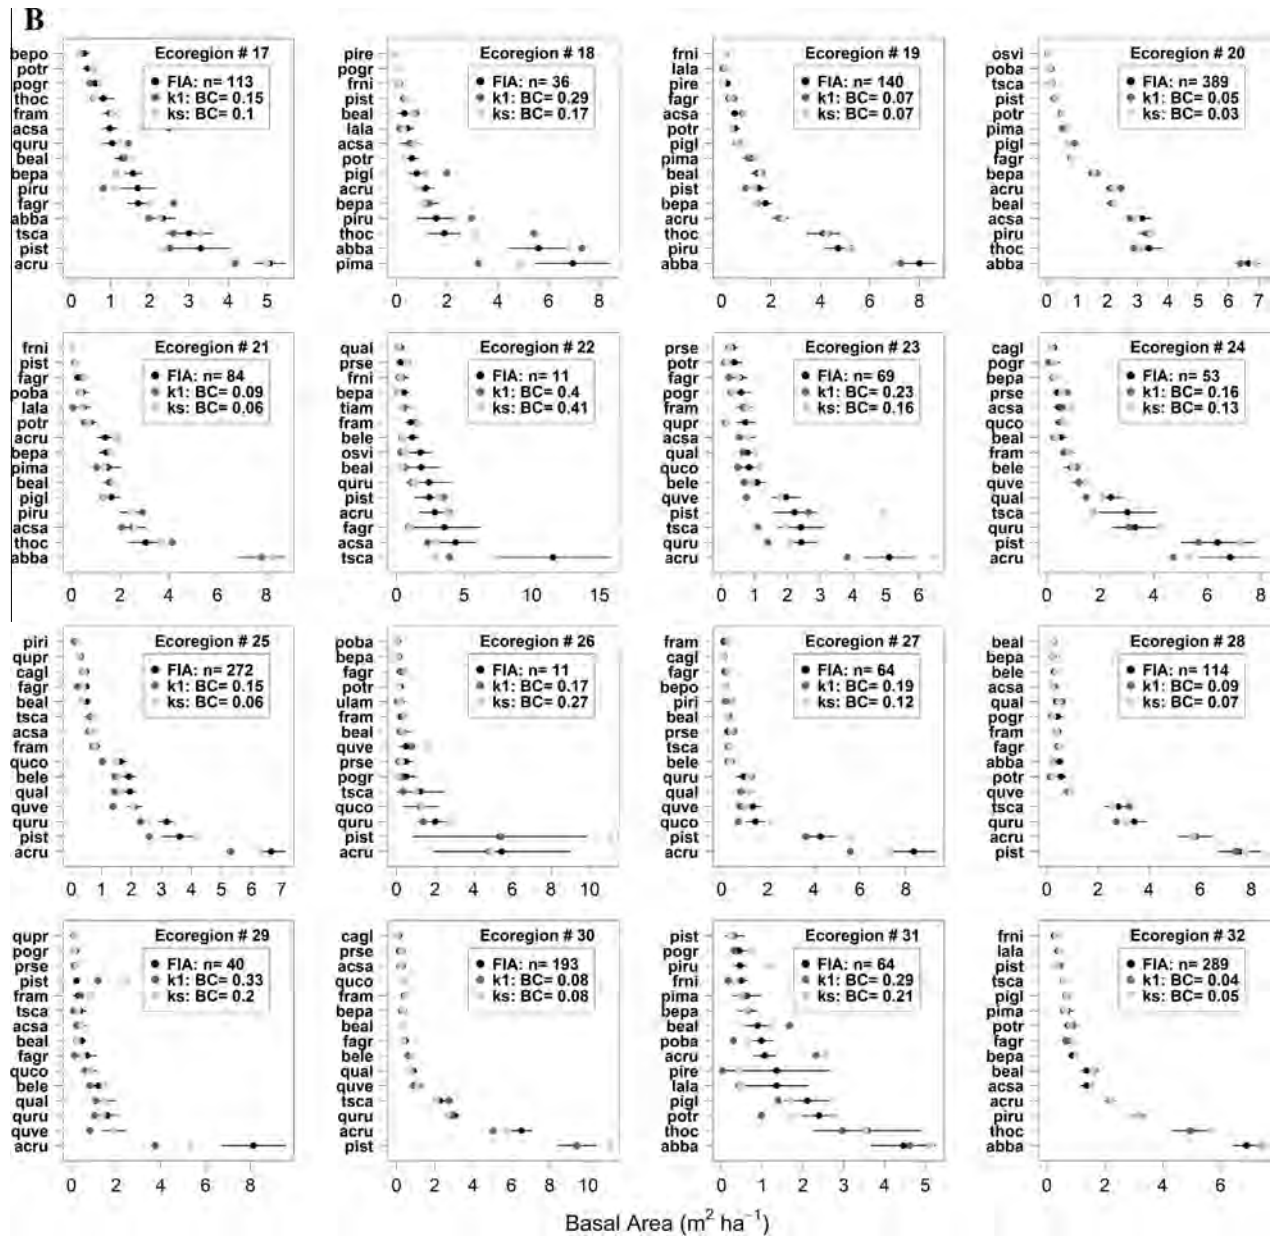 B
Ecoregion # 17
FIA: n= 113
k1: BC= 0.15
ks: BC= 0.1
bepo
potr
pogr
thoc
fram
acsa
quru
beal
bepa
piru
fagr
abba
tsca
pist
acru
0 1 2 3 4 5
Ecoregion # 18
FIA: n= 36
k1: BC= 0.29
ks: BC= 0.17
pire
pogr
frni
pist
beal
lala
acsa
potr
pigl
acru
bepa
piru
thoc
abba
pima
0 2 4 6 8
Ecoregion # 19
FIA: n= 140
k1: BC= 0.07
ks: BC= 0.07
frni
lala
pire
fagr
acsa
potr
pigl
pima
beal
pist
bepa
acru
thoc
piru
abba
0 2 4 6 8
Ecoregion # 20
FIA: n= 389
k1: BC= 0.05
ks: BC= 0.03
osvi
poba
tsca
pist
potr
pima
pigl
fagr
bepa
acru
beal
acsa
piru
thoc
abba
0 1 2 3 4 5 6 7
Ecoregion # 21
FIA: n= 84
k1: BC= 0.09
ks: BC= 0.06
frni
pist
fagr
poba
lala
potr
acru
bepa
pima
beal
pigl
piru
acsa
thoc
abba
0 2 4 6 8
Ecoregion # 22
FIA: n= 11
k1: BC= 0.4
ks: BC= 0.41
qual
prse
frni
bepa
tiam
fram
bele
osvi
beal
quru
pist
acru
fagr
acsa
tsca
0 5 10 15
Ecoregion # 23
FIA: n= 69
k1: BC= 0.23
ks: BC= 0.16
prse
potr
fagr
pogr
fram
qupr
acsa
qual
quco
bele
quve
pist
tsca
quru
acru
0 1 2 3 4 5 6
Ecoregion # 24
FIA: n= 53
k1: BC= 0.16
ks: BC= 0.13
cagl
pogr
bepa
prse
acsa
quco
beal
fram
bele
quve
qual
tsca
quru
pist
acru
0 2 4 6 8
Ecoregion # 25
FIA: n= 272
k1: BC= 0.15
ks: BC= 0.06
piri
qupr
cagl
fagr
beal
tsca
acsa
fram
quco
bele
qual
quve
quru
pist
acru
0 1 2 3 4 5 6 7
Ecoregion # 26
FIA: n= 11
k1: BC= 0.17
ks: BC= 0.27
poba
bepa
fagr
potr
ulam
fram
beal
quve
prse
pogr
tsca
quco
quru
pist
acru
0 2 4 6 8 10
Ecoregion # 27
FIA: n= 64
k1: BC= 0.19
ks: BC= 0.12
fram
cagl
fagr
bepo
piri
beal
prse
tsca
bele
quru
qual
quve
quco
pist
acru
0 2 4 6 8
Ecoregion # 28
FIA: n= 114
k1: BC= 0.09
ks: BC= 0.07
beal
bepa
bele
acsa
qual
pogr
fram
fagr
abba
potr
quve
tsca
quru
acru
pist
0 2 4 6 8
Ecoregion # 29
FIA: n= 40
k1: BC= 0.33
ks: BC= 0.2
qupr
pogr
prse
pist
fram
tsca
acsa
beal
fagr
quco
bele
qual
quru
quve
acru
0 2 4 6 8
Ecoregion # 30
FIA: n= 193
k1: BC= 0.08
ks: BC= 0.08
cagl
prse
acsa
quco
fram
bepa
beal
fagr
bele
qual
quve
tsca
quru
acru
pist
0 2 4 6 8 10
Ecoregion # 31
FIA: n= 64
k1: BC= 0.29
ks: BC= 0.21
pist
pogr
piru
frni
pima
bepa
beal
poba
acru
pire
lala
pigl
potr
thoc
abba
0 1 2 3 4 5
Ecoregion # 32
FIA: n= 289
k1: BC= 0.04
ks: BC= 0.05
frni
lala
pist
tsca
pigl
pima
potr
fagr
bepa
beal
acsa
acru
piru
thoc
abba
0 2 4 6
Basal Area (m² ha⁻¹)